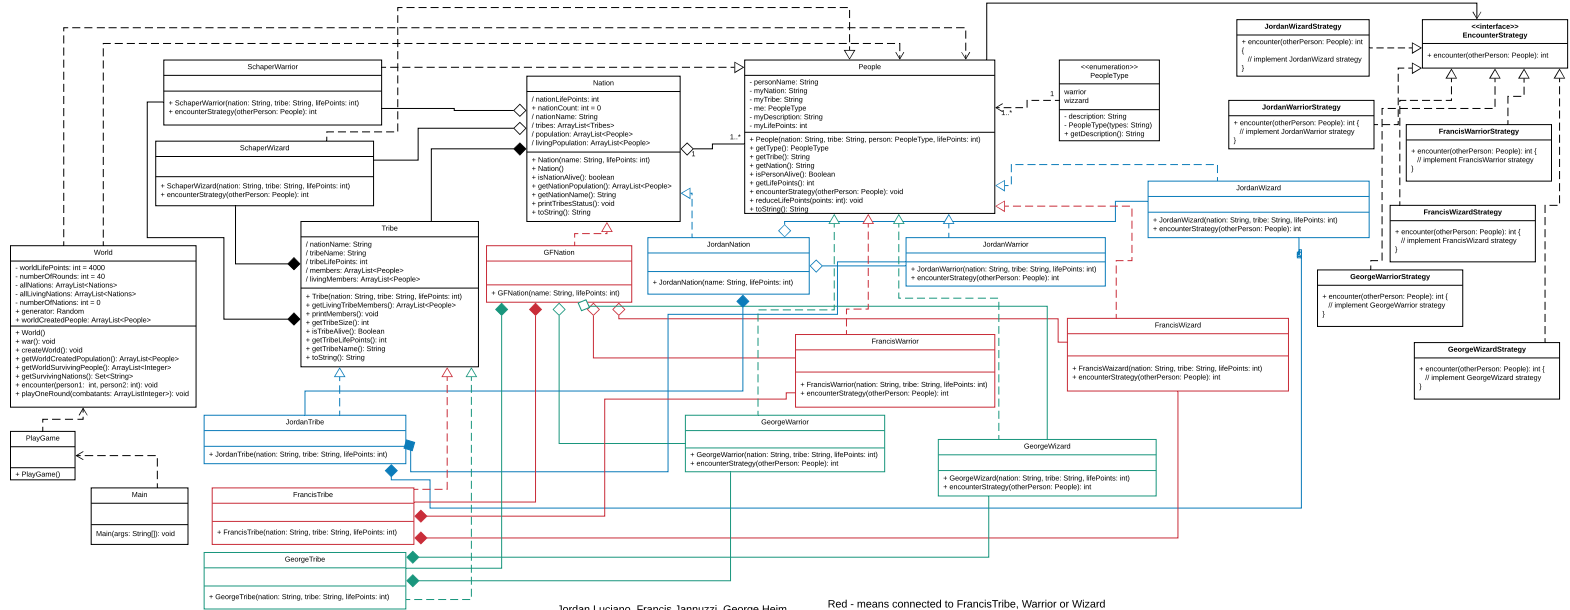 SchaperWarrior
+ SchaperWarrior(nation: String, tribe: String, lifePoints: int)
+ encounterStrategy(otherPerson: People): int
SchaperWizard
+ SchaperWizard(nation: String, tribe: String, lifePoints: int)
+ encounterStrategy(otherPerson: People): int
Nation
/ nationLifePoints: int
+ nationCount: int = 0
/ nationName: String
/ tribes: ArrayList<Tribes>
/ population: ArrayList<People>
/ livingPopulation: ArrayList<People>
+ Nation(name: String, lifePoints: int)
+ Nation()
+ isNationAlive(): boolean
+ getNationPopulation(): ArrayList<People>
+ getNationName(): String
+ printTribesStatus(): void
+ toString(): String
1..*
1
People
- personName: String
- myNation: String
- myTribe: String
- me: PeopleType
- myDescription: String
- myLifePoints: int
+ People(nation: String, tribe: String, person: PeopleType, lifePoints: int)
+ getType(): PeopleType
+ getTribe(): String
+ getNation(): String
+ isPersonAlive(): Boolean
+ getLifePoints(): int
+ encounterStrategy(otherPerson: People): void
+ reduceLifePoints(points: int): void
+ toString(): String
1
1..*
<<enumeration>>
PeopleType
warrior
wizzard
- description: String
- PeopleType(types: String)
+ getDescription(): String
JordanWizardStrategy
+ encounter(otherPerson: People): int
{
// implement JordanWizard strategy
}
<<interface>>
EncounterStrategy
+ encounter(otherPerson: People): int
JordanWarriorStrategy
+ encounter(otherPerson: People): int {
// implement JordanWarrior strategy
}
FrancisWarriorStrategy
+ encounter(otherPerson: People): int {
// implement FrancisWarrior strategy
}
FrancisWizardStrategy
+ encounter(otherPerson: People): int {
// implement FrancisWizard strategy
}
GeorgeWarriorStrategy
+ encounter(otherPerson: People): int {
// implement GeorgeWarrior strategy
}
GeorgeWizardStrategy
+ encounter(otherPerson: People): int {
// implement GeorgeWizard strategy
}
World
- worldLifePoints: int = 4000
- numberOfRounds: int = 40
- allNations: ArrayList<Nations>
- allLivingNations: ArrayList<Nations>
- numberOfNations: int = 0
+ generator: Random
+ worldCreatedPeople: ArrayList<People>
+ World()
+ war(): void
+ createWorld(): void
+ getWorldCreatedPopulation(): ArrayList<People>
+ getWorldSurvivingPeople(): ArrayList<Integer>
+ getSurvivingNations(): Set<String>
+ encounter(person1: int, person2: int): void
+ playOneRound(combatants: ArrayListInteger>): void
Tribe
/ nationName: String
/ tribeName: String
/ tribeLifePoints: int
/ members: ArrayList<People>
/ livingMembers: ArrayList<People>
+ Tribe(nation: String, tribe: String, lifePoints: int)
+ getLivingTribeMembers(): ArrayList<People>
+ printMembers(): void
+ getTribeSize(): int
+ isTribeAlive(): Boolean
+ getTribeLifePoints(): int
+ getTribeName(): String
+ toString(): String
GFNation
+ GFNation(name: String, lifePoints: int)
JordanNation
+ JordanNation(name: String, lifePoints: int)
JordanWarrior
+ JordanWarrior(nation: String, tribe: String, lifePoints: int)
+ encounterStrategy(otherPerson: People): int
JordanWizard
+ JordanWizard(nation: String, tribe: String, lifePoints: int)
+ encounterStrategy(otherPerson: People): int
FrancisWarrior
+ FrancisWarrior(nation: String, tribe: String, lifePoints: int)
+ encounterStrategy(otherPerson: People): int
FrancisWizard
+ FrancisWaizard(nation: String, tribe: String, lifePoints: int)
+ encounterStrategy(otherPerson: People): int
GeorgeWarrior
+ GeorgeWarrior(nation: String, tribe: String, lifePoints: int)
+ encounterStrategy(otherPerson: People): int
GeorgeWizard
+ GeorgeWizard(nation: String, tribe: String, lifePoints: int)
+ encounterStrategy(otherPerson: People): int
PlayGame
+ PlayGame()
Main
Main(args: String[]): void
JordanTribe
+ JordanTribe(nation: String, tribe: String, lifePoints: int)
FrancisTribe
+ FrancisTribe(nation: String, tribe: String, lifePoints: int)
GeorgeTribe
+ GeorgeTribe(nation: String, tribe: String, lifePoints: int)
Jordan Luciano, Francis Jannuzzi, George Heim
Red - means connected to FrancisTribe, Warrior or Wizard